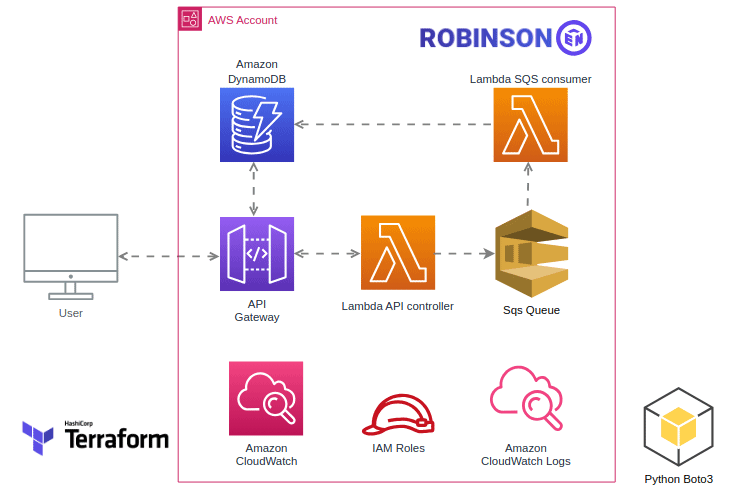 AWS Account
ROBINSON
EN
Amazon
DynamoDB
Lambda SQS consumer
User
API
Gateway
Lambda API controller
Sqs Queue
HashiCorp
Terraform
Amazon
CloudWatch
IAM Roles
Amazon
CloudWatch Logs
Python Boto3